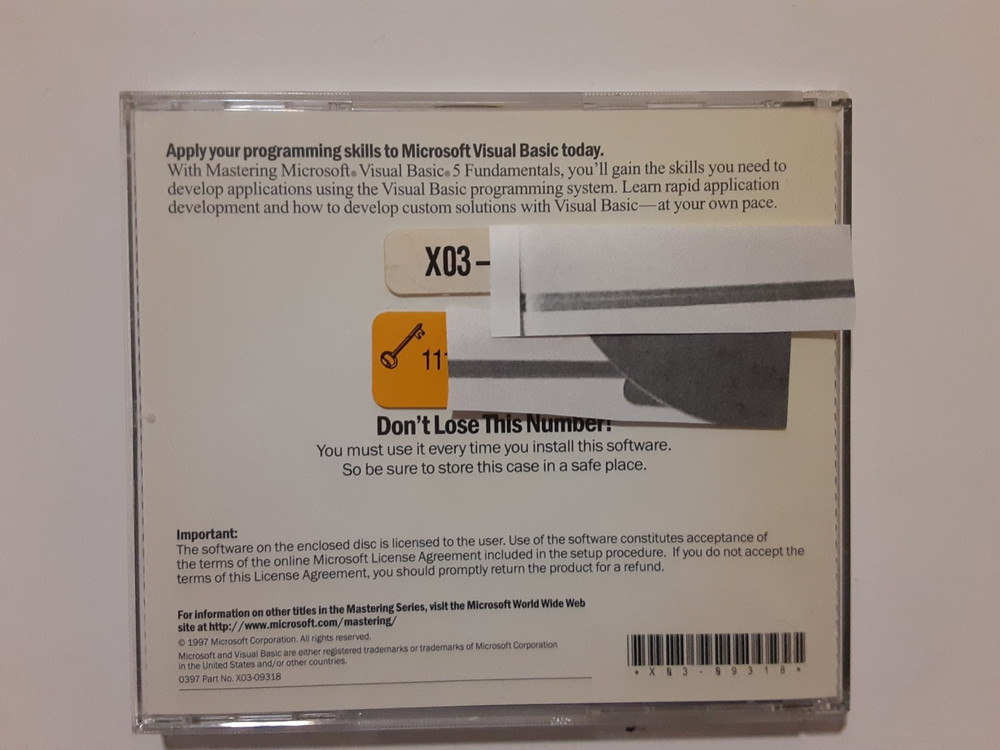 Apply your programming skills to Microsoft Visual Basic today.
With Mastering Microsoft® Visual Basic® 5 Fundamentals, you'll gain the skills you need to
develop applications using the Visual Basic programming system. Learn rapid application
development and how to develop custom solutions with Visual Basic—at your own pace.
X03-
11
Don't Lose This Number!
You must use it every time you install this software.
So be sure to store this case in a safe place.
Important:
The software on the enclosed disc is licensed to the user. Use of the software constitutes acceptance of
the terms of the online Microsoft License Agreement included in the setup procedure. If you do not accept the
terms of this License Agreement, you should promptly return the product for a refund.
For information on other titles in the Mastering Series, visit the Microsoft World Wide Web
site at http://www.microsoft.com/mastering/
© 1997 Microsoft Corporation. All rights reserved.
Microsoft and Visual Basic are either registered trademarks or trademarks of Microsoft Corporation
in the United States and/or other countries.
0397 Part No. X03-09318
*X03-09318*